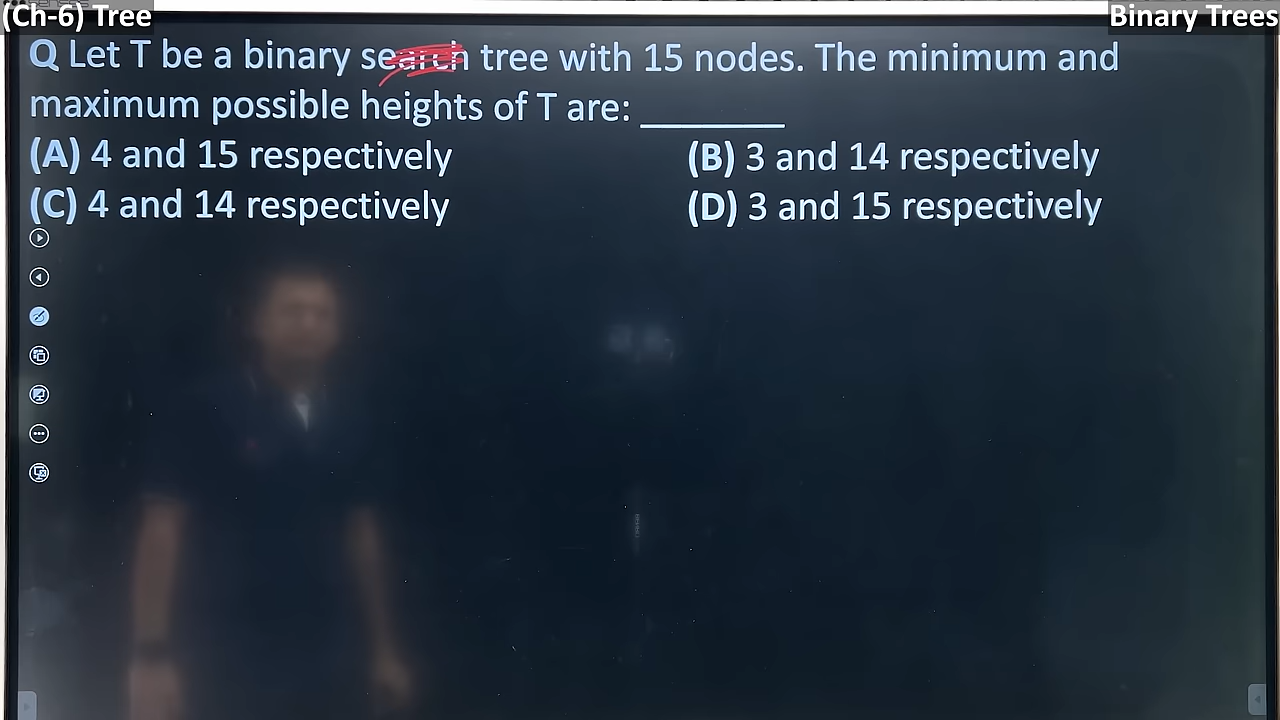 (Ch-6) Tree
Binary Trees
Q Let T be a binary search tree with 15 nodes. The minimum and
maximum possible heights of T are: ________
(A) 4 and 15 respectively
(B) 3 and 14 respectively
(C) 4 and 14 respectively
(D) 3 and 15 respectively